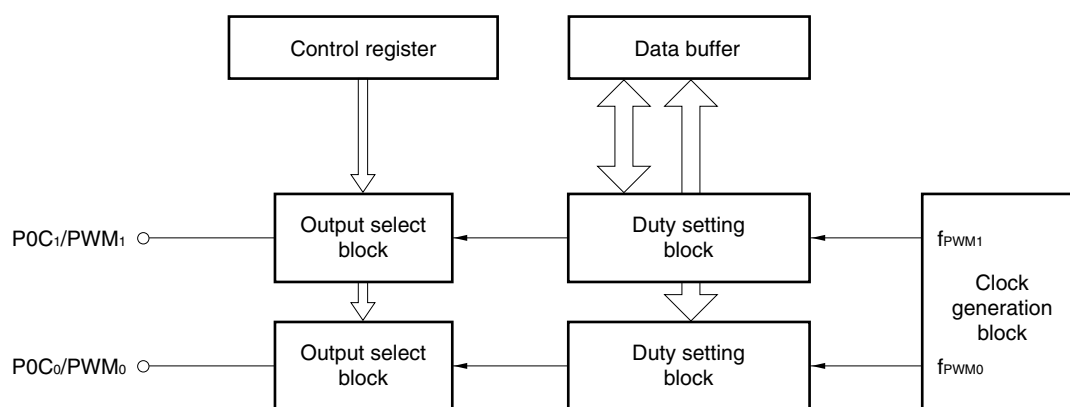 Control register
Data buffer
P0C1/PWM1
Output select
block
Duty setting
block
fPWM1
Clock
generation
block
P0C0/PWM0
Output select
block
Duty setting
block
fPWM0